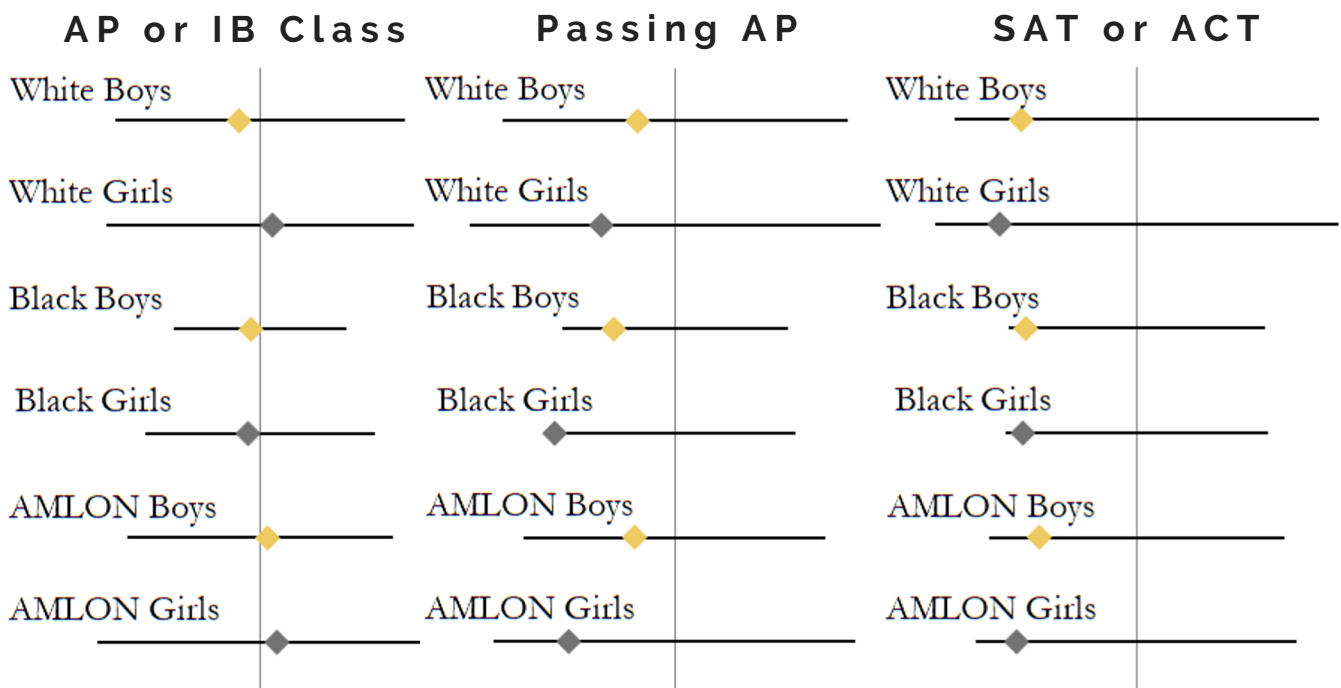 AP or IB Class
Passing AP
SAT or ACT
White Boys
White Boys
White Boys
White Girls
White Girls
White Girls
Black Boys
Black Boys
Black Boys
Black Girls
Black Girls
Black Girls
AMLON Boys
AMLON Boys
AMLON Boys
AMLON Girls
AMLON Girls
AMLON Girls